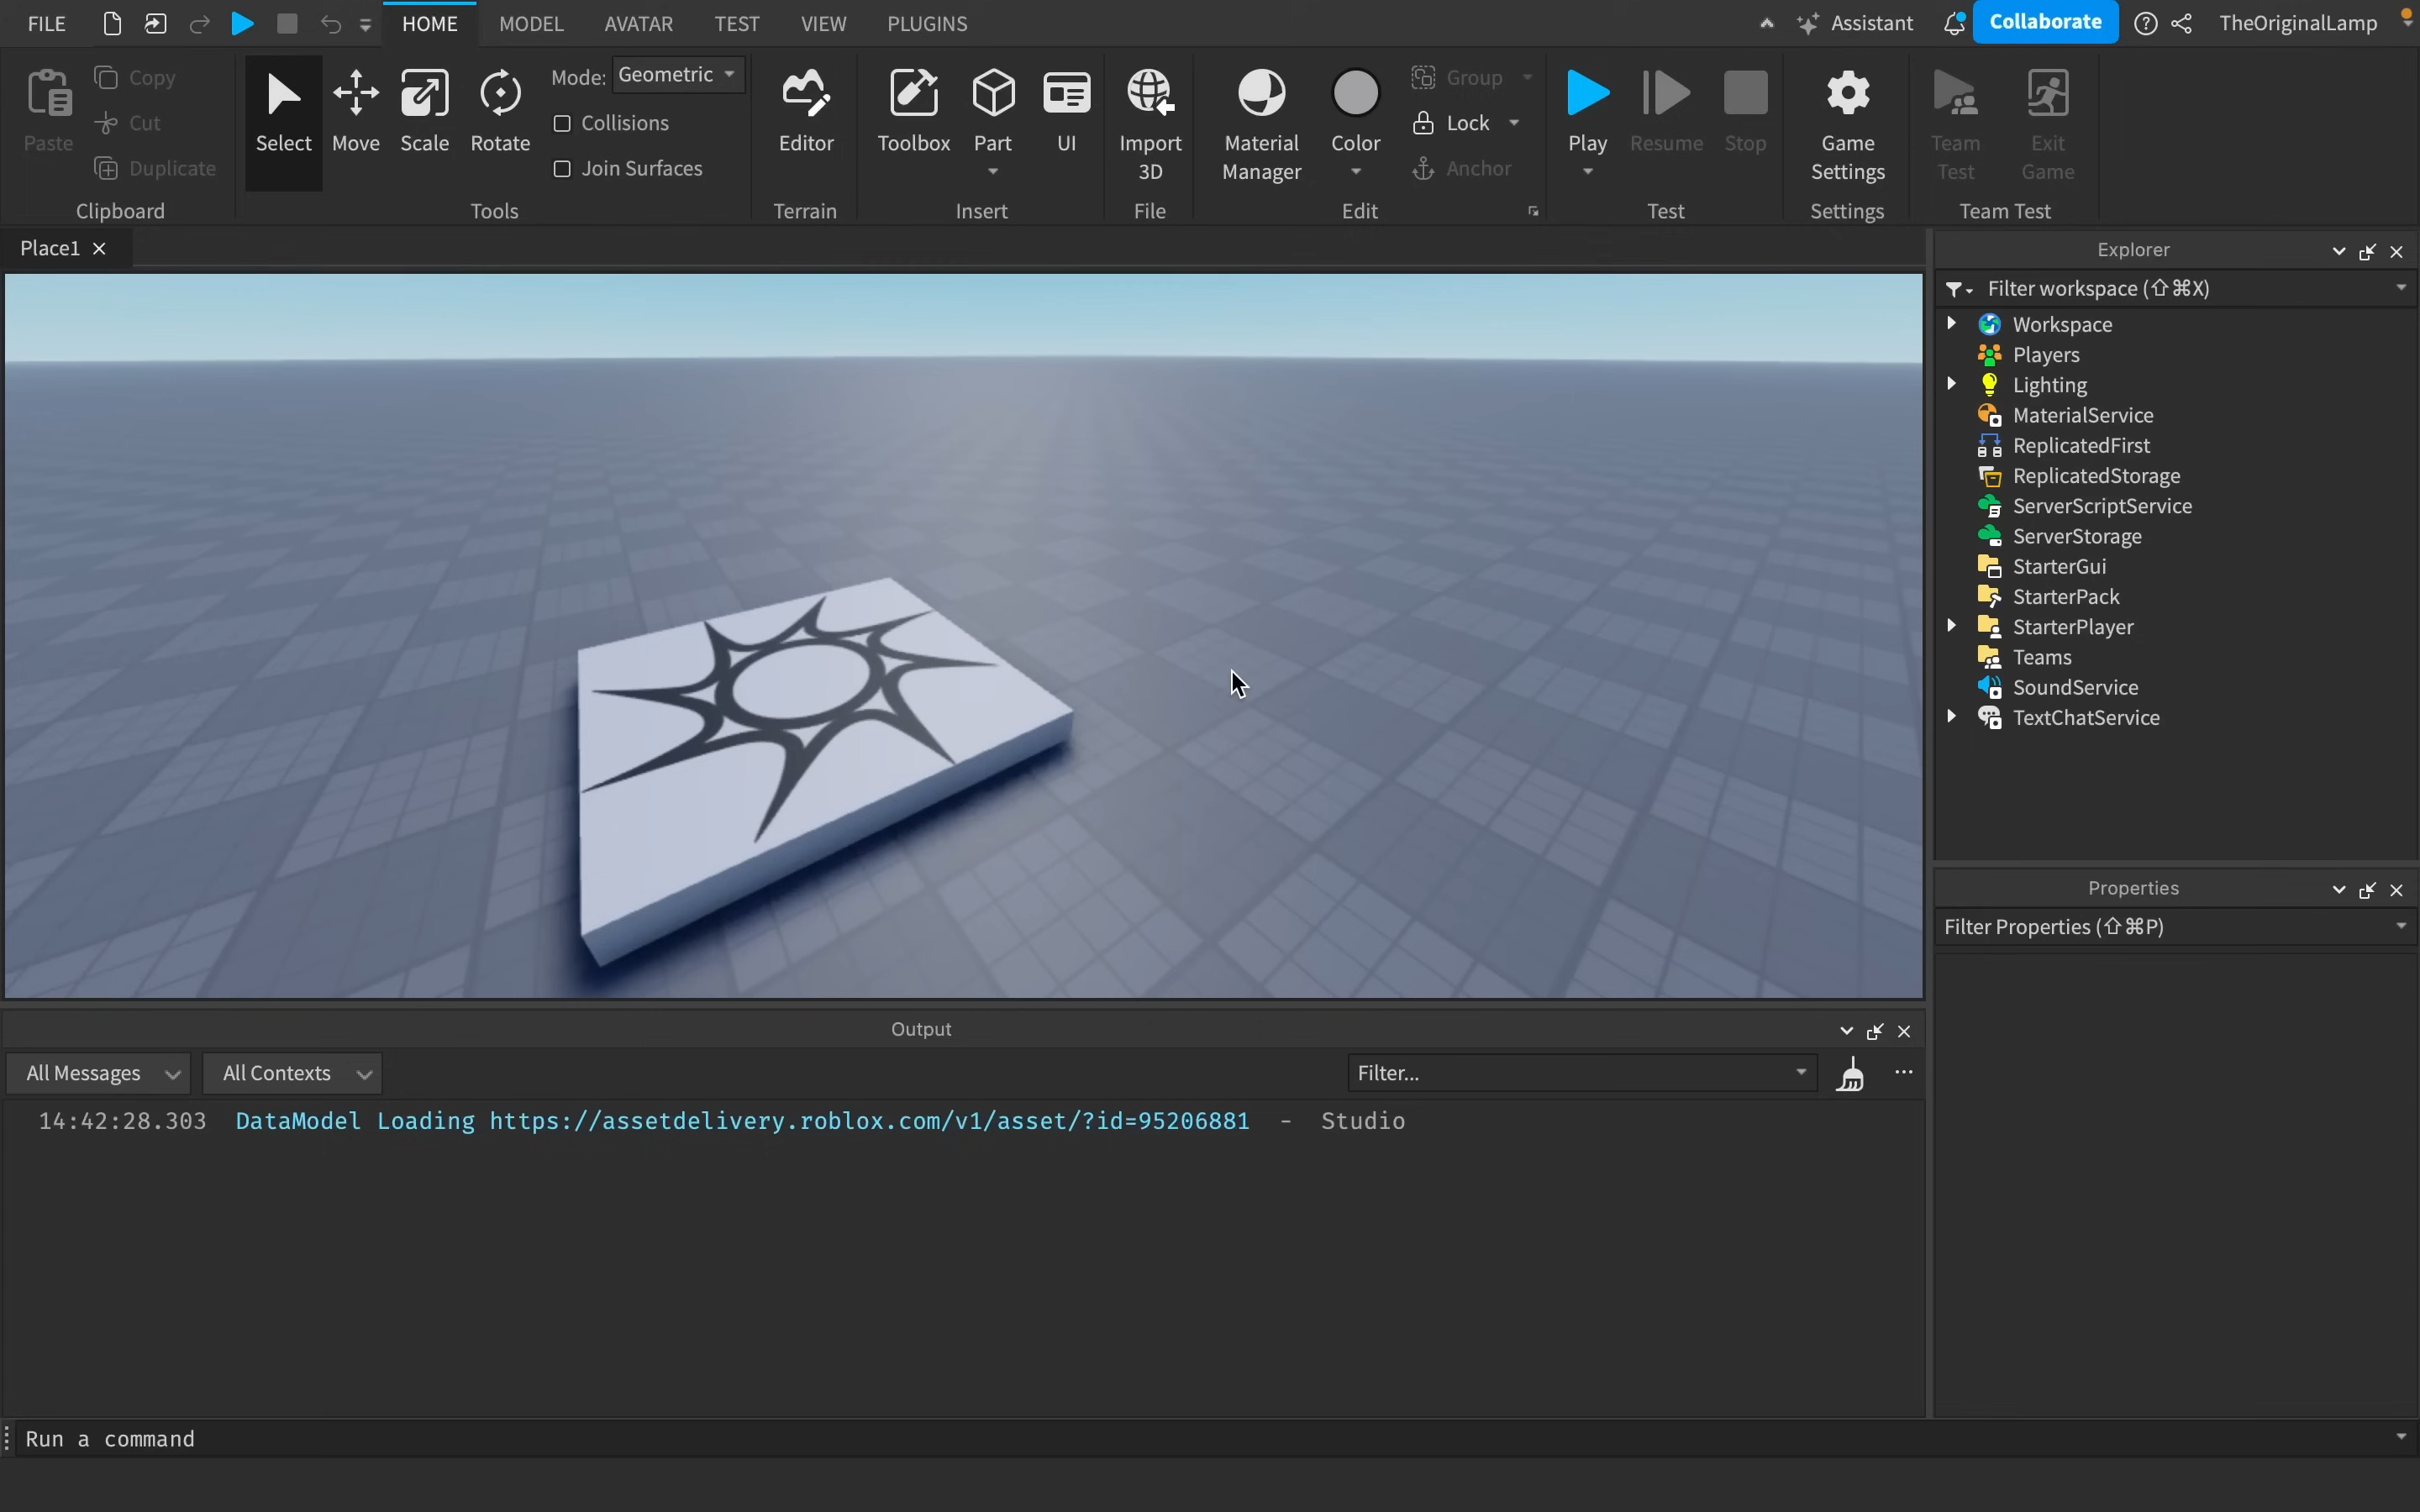 FILE HOME MODEL AVATAR TEST VIEW PLUGINS Assistant Collaborate TheOriginalLamp
Paste Copy Cut Duplicate
Clipboard
Select Move Scale Rotate Mode: Geometric
Collisions
Join Surfaces
Tools
Editor
Terrain
Toolbox Part UI
Insert
Import 3D
File
Material Manager Color Group
Lock
Anchor
Edit
Play Resume Stop
Test
Game Settings
Settings
Team Test Exit Game
Team Test
Place1
Explorer
Filter workspace (⇧⌘X)
Workspace
Players
Lighting
MaterialService
ReplicatedFirst
ReplicatedStorage
ServerScriptService
ServerStorage
StarterGui
StarterPack
StarterPlayer
Teams
SoundService
TextChatService
Properties
Filter Properties (⇧⌘P)
Output
All Messages All Contexts Filter...
14:42:28.303 DataModel Loading https://assetdelivery.roblox.com/v1/asset/?id=95206881 - Studio
Run a command